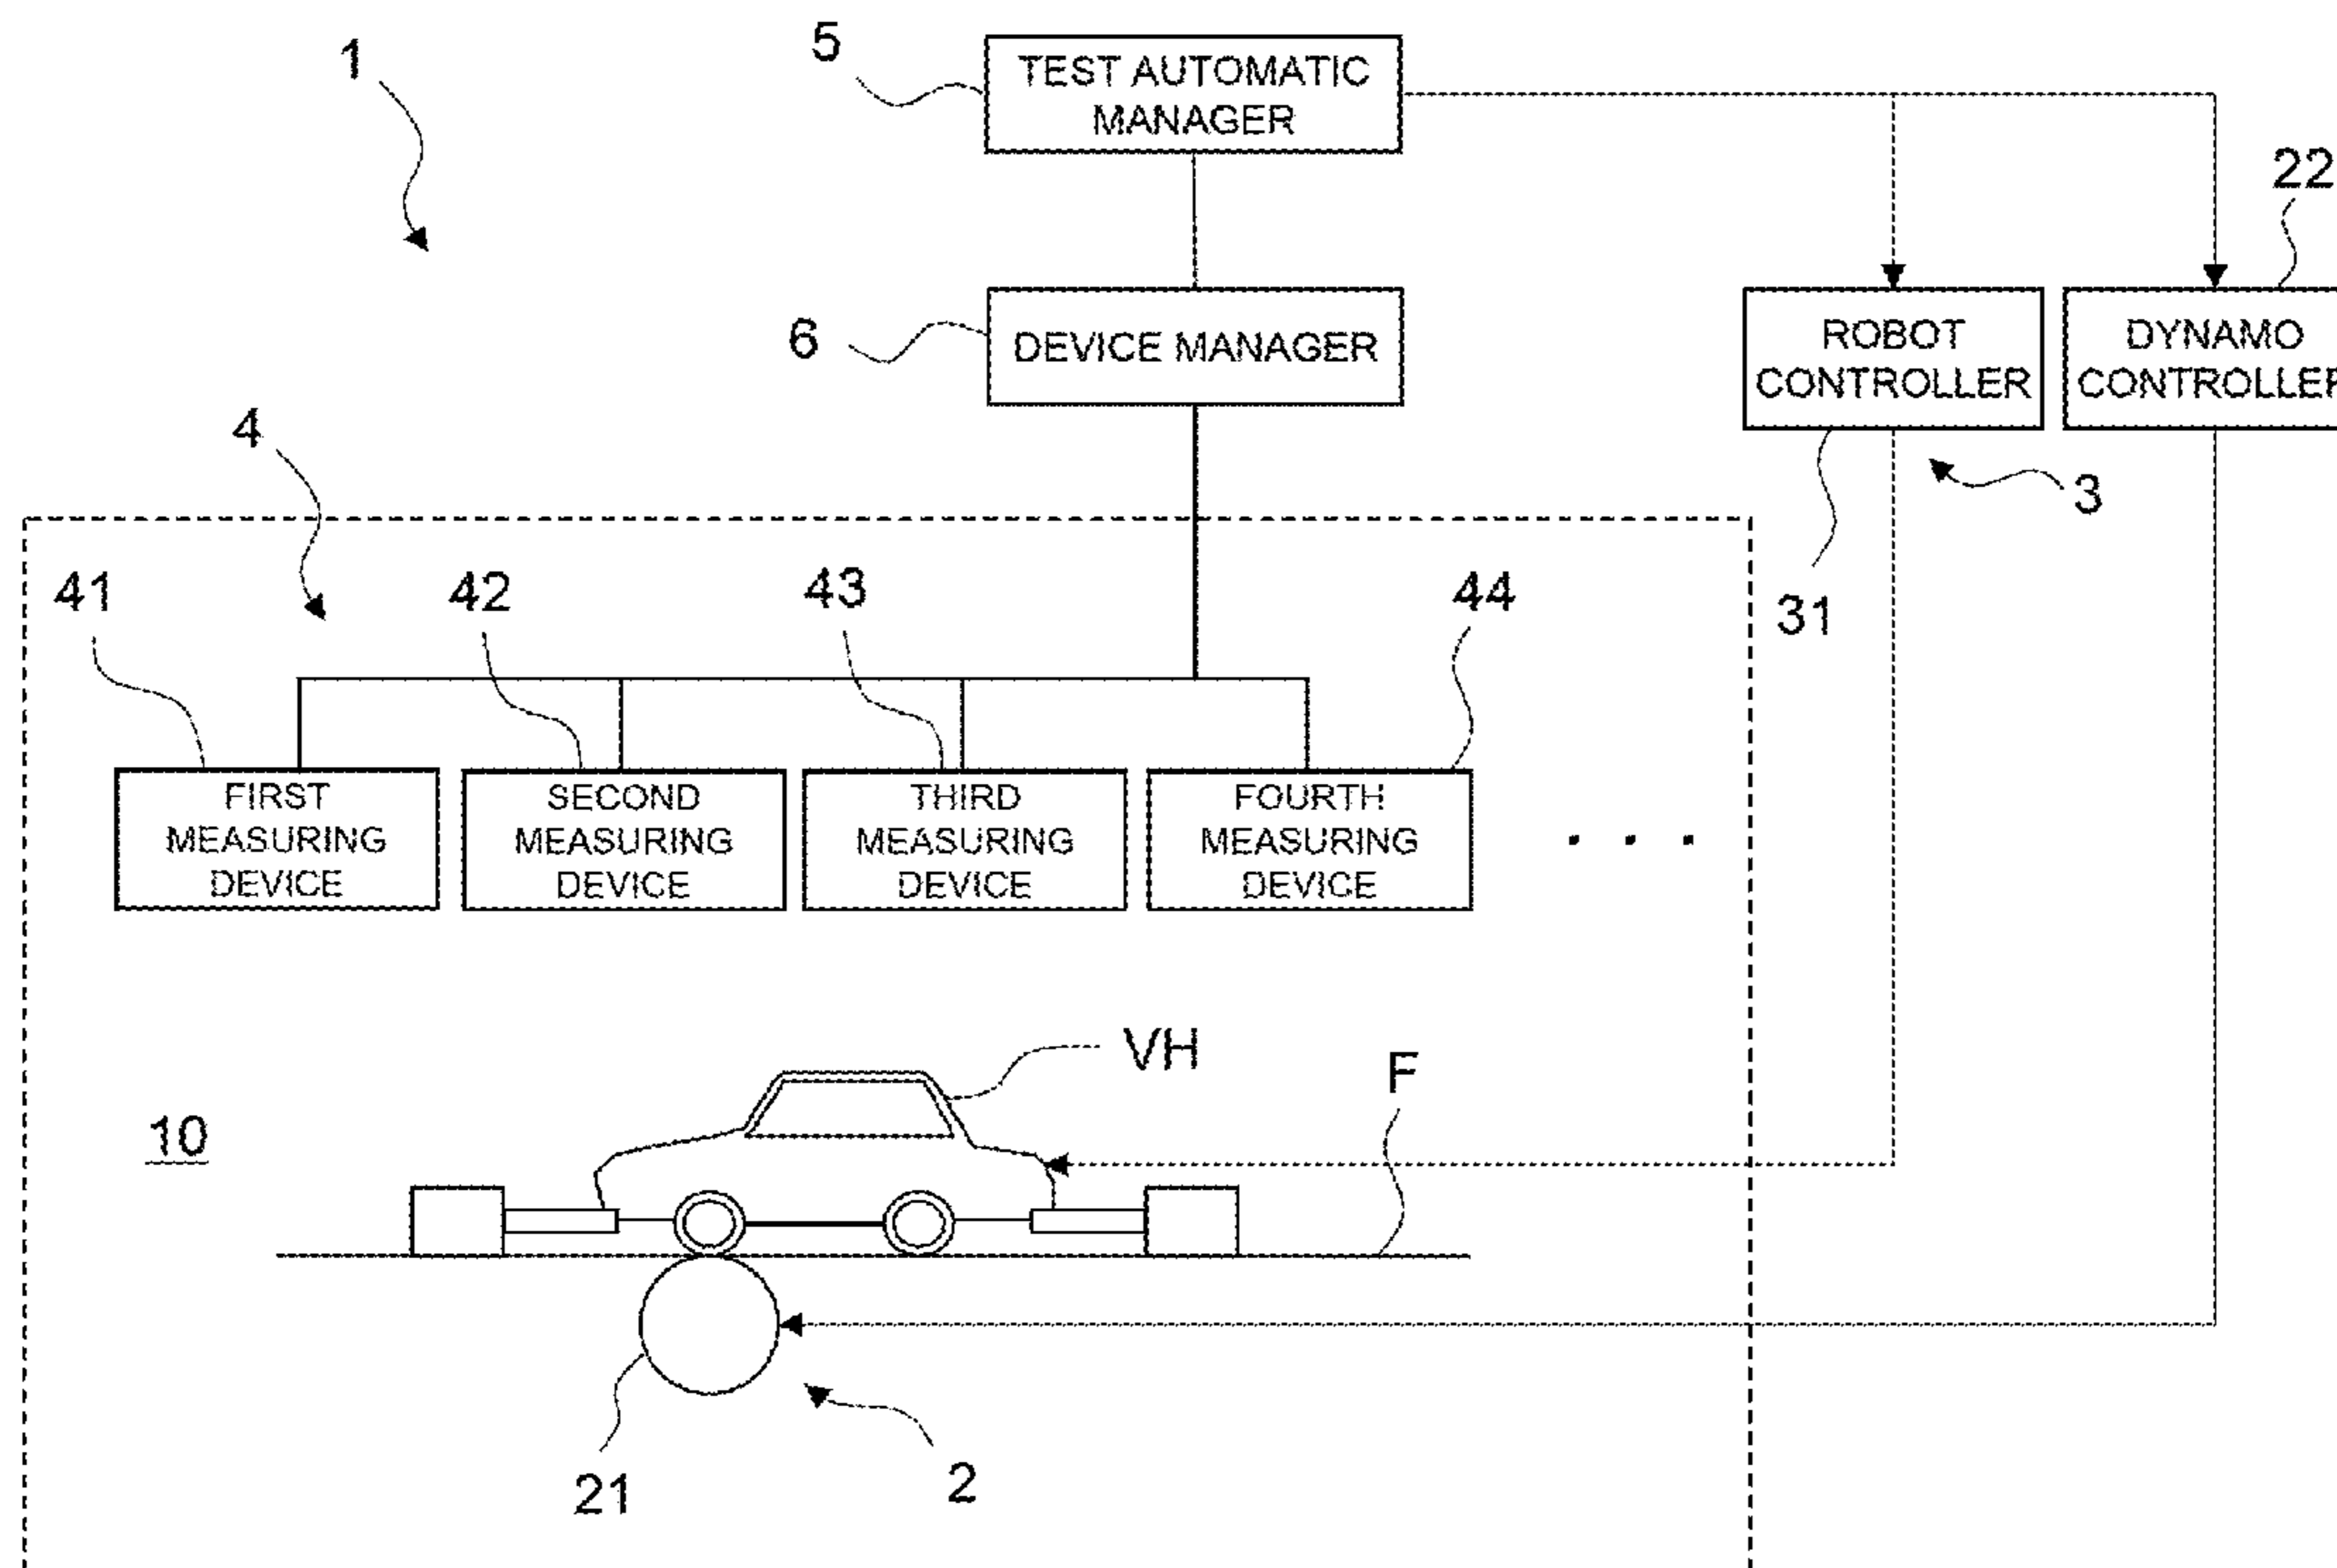 1
5
TEST AUTOMATIC
MANAGER
22
6
DEVICE MANAGER
ROBOT
CONTROLLER
DYNAMO
CONTROLLER
4
3
41
42
43
44
31
FIRST
MEASURING
DEVICE
SECOND
MEASURING
DEVICE
THIRD
MEASURING
DEVICE
FOURTH
MEASURING
DEVICE
. . .
VH
F
10
21
2